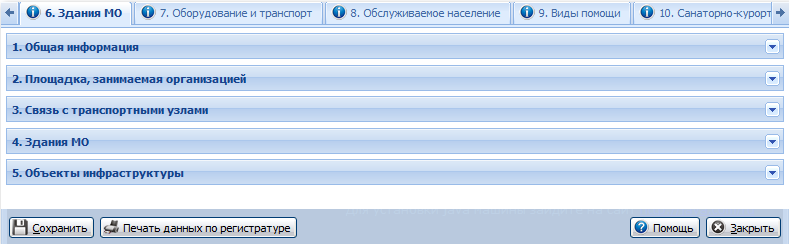 6. Здания МО 7. Оборудование и транспорт 8. Обслуживаемое население 9. Виды помощи 10. Санаторно-курорт
1. Общая информация
2. Площадка, занимаемая организацией
3. Связь с транспортными узлами
4. Здания МО
5. Объекты инфраструктуры
Сохранить Печать данных по регистратуре Помощь Закрыть